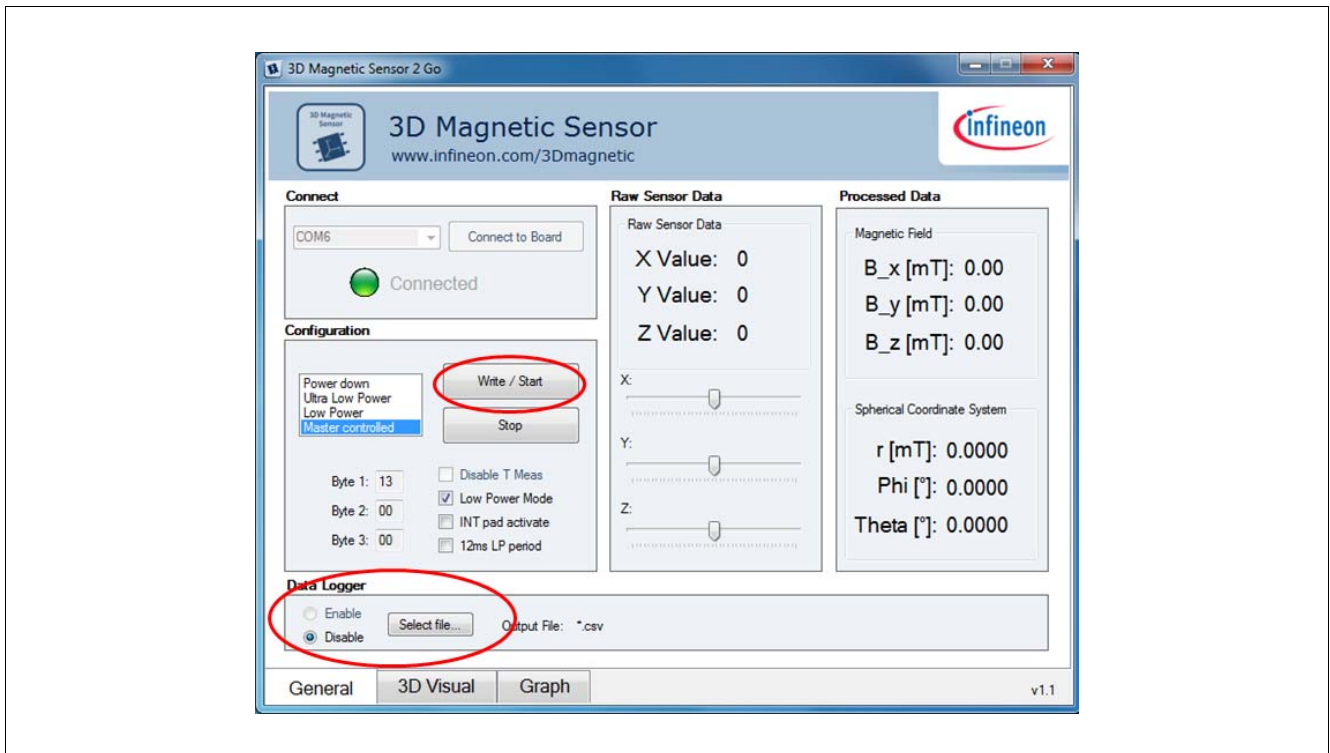 3D Magnetic Sensor 2 Go
3D Magnetic
Sensor
3D Magnetic Sensor
www.infineon.com/3Dmagnetic
infineon
Connect
COM6
Connect to Board
Connected
Configuration
Power down
Ultra Low Power
Low Power
Master controlled
Write / Start
Stop
Byte 1: 13
Byte 2: 00
Byte 3: 00
Disable T Meas
Low Power Mode
INT pad activate
12ms LP period
Raw Sensor Data
Raw Sensor Data
X Value: 0
Y Value: 0
Z Value: 0
X:
Y:
Z:
Processed Data
Magnetic Field
B_x [mT]: 0.00
B_y [mT]: 0.00
B_z [mT]: 0.00
Spherical Coordinate System
r [mT]: 0.0000
Phi [°]: 0.0000
Theta [°]: 0.0000
Data Logger
Enable
Disable
Select file...
Output File: *.csv
General
3D Visual
Graph
v1.1